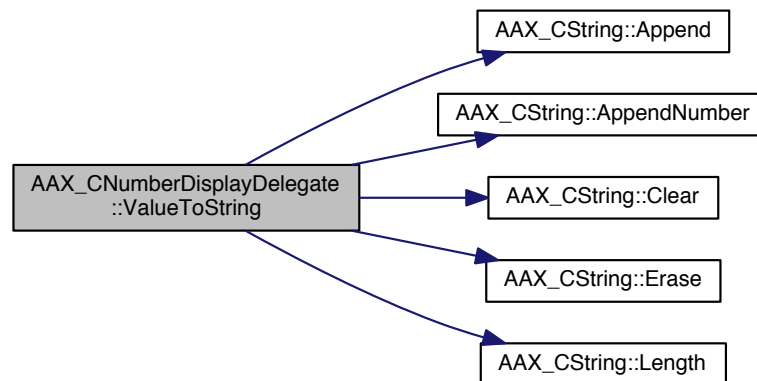 AAX_CNumberDisplayDelegate
::ValueToString
AAX_CString::Append
AAX_CString::AppendNumber
AAX_CString::Clear
AAX_CString::Erase
AAX_CString::Length